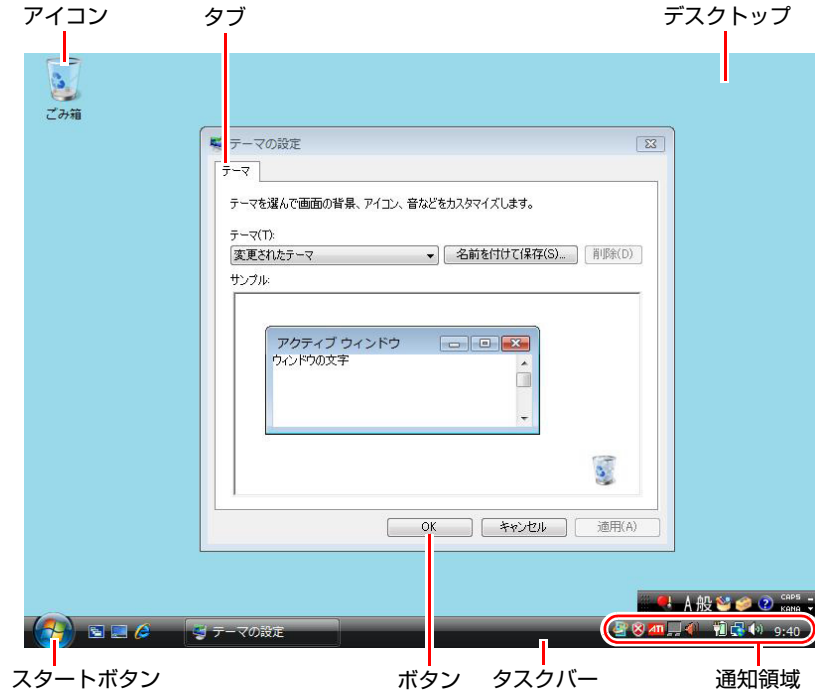 アイコン
タブ
デスクトップ
ごみ箱
テーマの設定
テーマ
テーマを選んで画面の背景、アイコン、音などをカスタマイズします。
テーマ(T):
変更されたテーマ
名前を付けて保存(S)...
削除(D)
サンプル:
アクティブ ウィンドウ
ウィンドウの文字
OK
キャンセル
適用(A)
A 般
CAPS
KANA
テーマの設定
ATI
9:40
スタートボタン
ボタン
タスクバー
通知領域